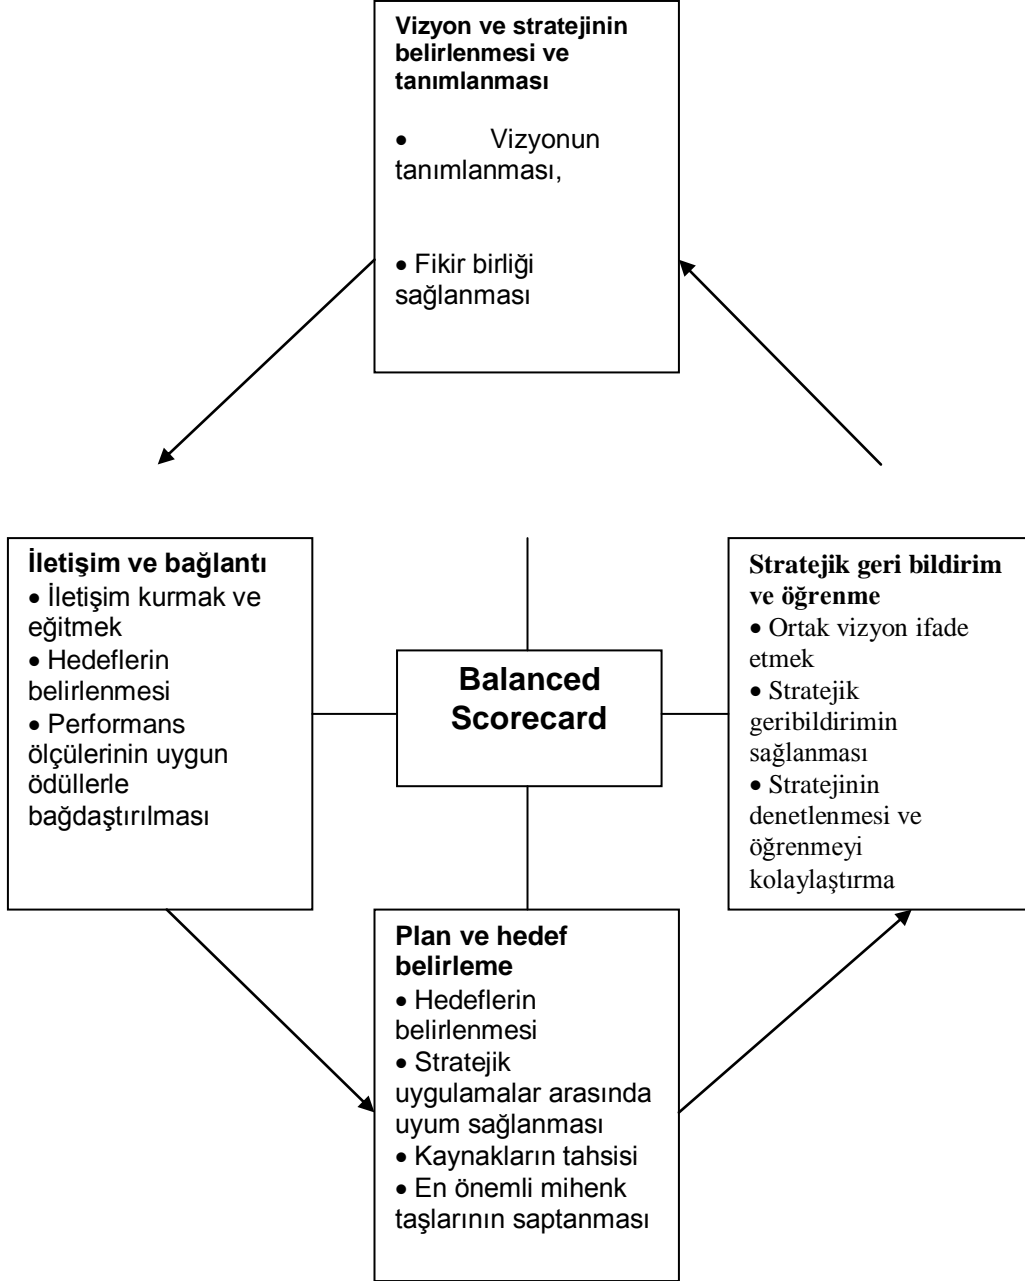 Vizyon ve stratejinin
belirlenmesi ve
tanımlanması
• Vizyonun
tanımlanması,
• Fikir birliği
sağlanması
İletişim ve bağlantı
• İletişim kurmak ve
eğitmek
• Hedeflerin
belirlenmesi
• Performans
ölçülerinin uygun
ödüllerle
bağdaştırılması
Balanced
Scorecard
Stratejik geri bildirim
ve öğrenme
• Ortak vizyon ifade
etmek
• Stratejik
geribildirimin
sağlanması
• Stratejinin
denetlenmesi ve
öğrenmeyi
kolaylaştırma
Plan ve hedef
belirleme
• Hedeflerin
belirlenmesi
• Stratejik
uygulamalar arasında
uyum sağlanması
• Kaynakların tahsisi
• En önemli mihenk
taşlarının saptanması